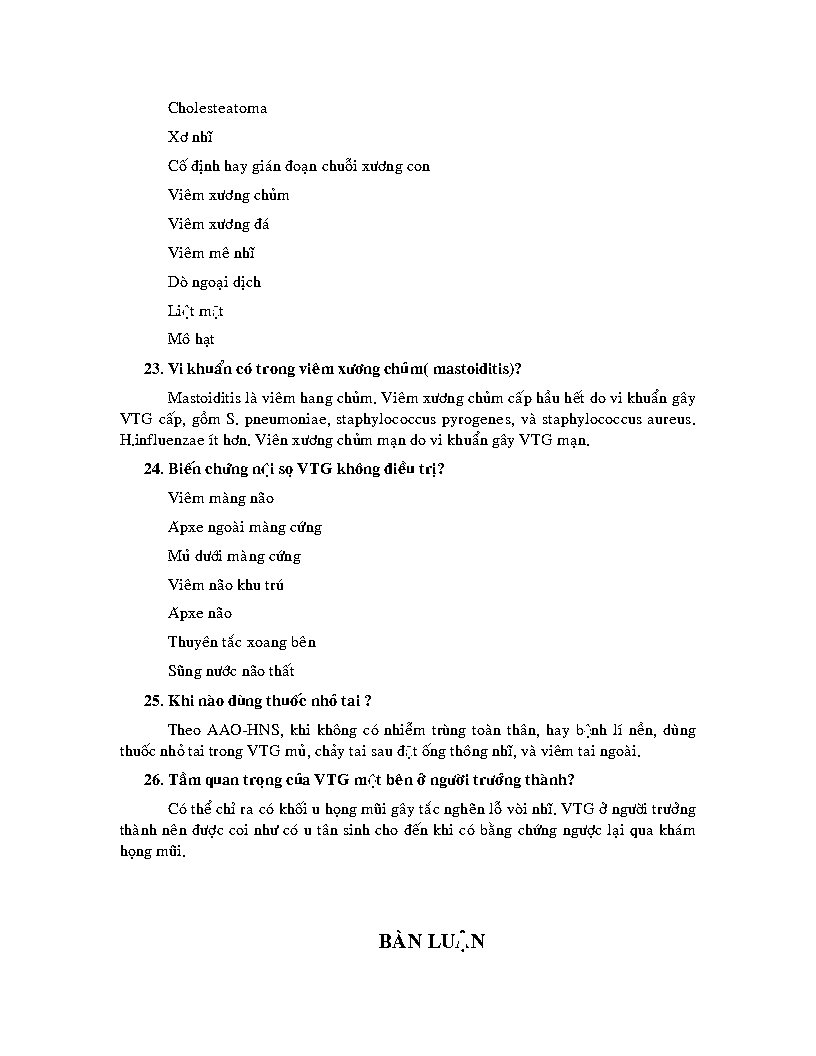 Cholesteatoma
Xơ nhĩ
Cố định hay gián đoạn chuỗi xương con
Viêm xương chủm
Viêm xương đá
Viêm mê nhĩ
Dò ngoại dịch
Liệt mặt
Mô hạt
23. Vi khuẩn có trong viêm xương chủm( mastoiditis)?
Mastoiditis là viêm hang chủm. Viêm xương chủm cấp hầu hết do vi khuẩn gây
VTG cấp, gồm S. pneumoniae, staphylococcus pyrogenes, và staphylococcus aureus.
H.influenzae ít hơn. Viên xương chủm mạn do vi khuẩn gây VTG mạn.
24. Biến chứng nội sọ VTG không điều trị?
Viêm màng não
Ápxe ngoài màng cứng
Mủ dưới màng cứng
Viêm não khu trú
Ápxe não
Thuyên tắc xoang bên
Sũng nước não thất
25. Khi nào dùng thuốc nhỏ tai ?
Theo AAO-HNS, khi không có nhiễm trùng toàn thân, hay bệnh lí nền, dùng
thuốc nhỏ tai trong VTG mủ, chảy tai sau đặt ống thông nhĩ, và viêm tai ngoài.
26. Tầm quan trọng của VTG một bên ở người trưởng thành?
Có thể chỉ ra có khối u họng mũi gây tắc nghẽn lỗ vòi nhĩ. VTG ở người trưởng
thành nên được coi như có u tân sinh cho đến khi có bằng chứng ngược lại qua khám
họng mũi.
BÀN LUẬN